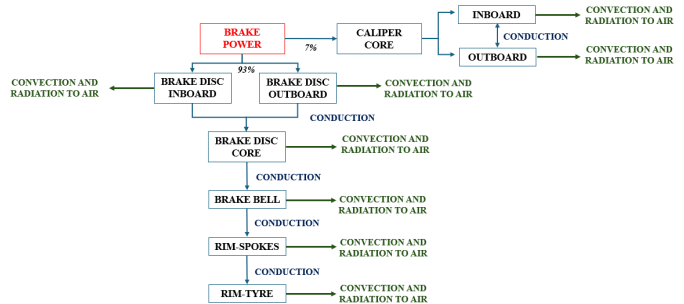 BRAKE
POWER
7%
93%
CALIPER
CORE
INBOARD
CONVECTION AND
RADIATION TO AIR
CONDUCTION
OUTBOARD
CONVECTION AND
RADIATION TO AIR
CONVECTION AND
RADIATION TO AIR
BRAKE DISC
INBOARD
BRAKE DISC
OUTBOARD
CONVECTION AND
RADIATION TO AIR
CONDUCTION
BRAKE DISC
CORE
CONVECTION AND
RADIATION TO AIR
CONDUCTION
BRAKE BELL
CONVECTION AND
RADIATION TO AIR
CONDUCTION
RIM-SPOKES
CONVECTION AND
RADIATION TO AIR
CONDUCTION
RIM-TYRE
CONVECTION AND
RADIATION TO AIR